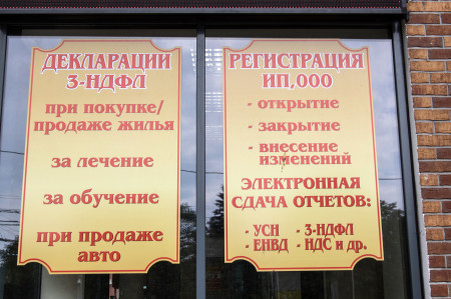 ДЕКЛАРАЦИИ
3-НДФЛ
при покупке/
продаже жилья
за лечение
за обучение
при продаже
авто
РЕГИСТРАЦИЯ
ИП,ООО
- открытие
- закрытие
- внесение
изменений
ЭЛЕКТРОННАЯ
СДАЧА ОТЧЕТОВ:
- УСН - 3-НДФЛ
- ЕНВД - НДС и др.